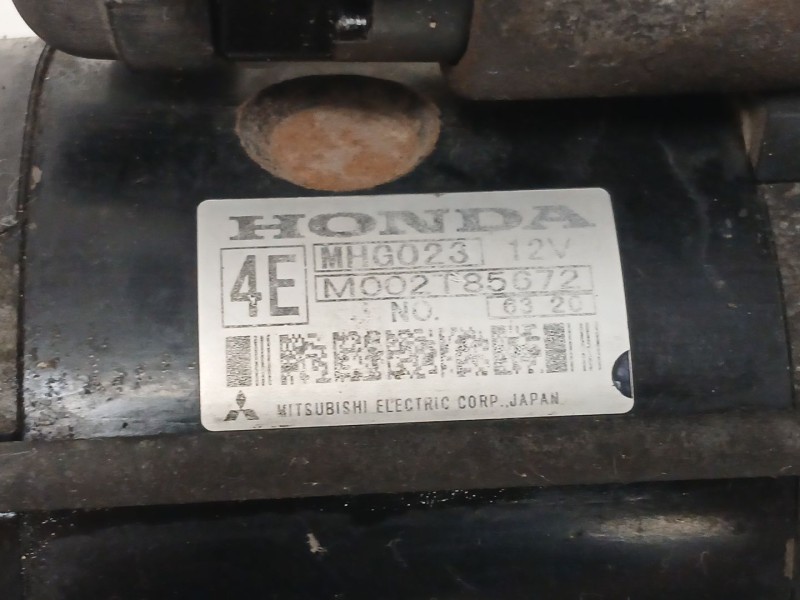 HONDA
4E
MHG023 12V
M002T85672
NO. 63 20
MITSUBISHI ELECTRIC CORP., JAPAN